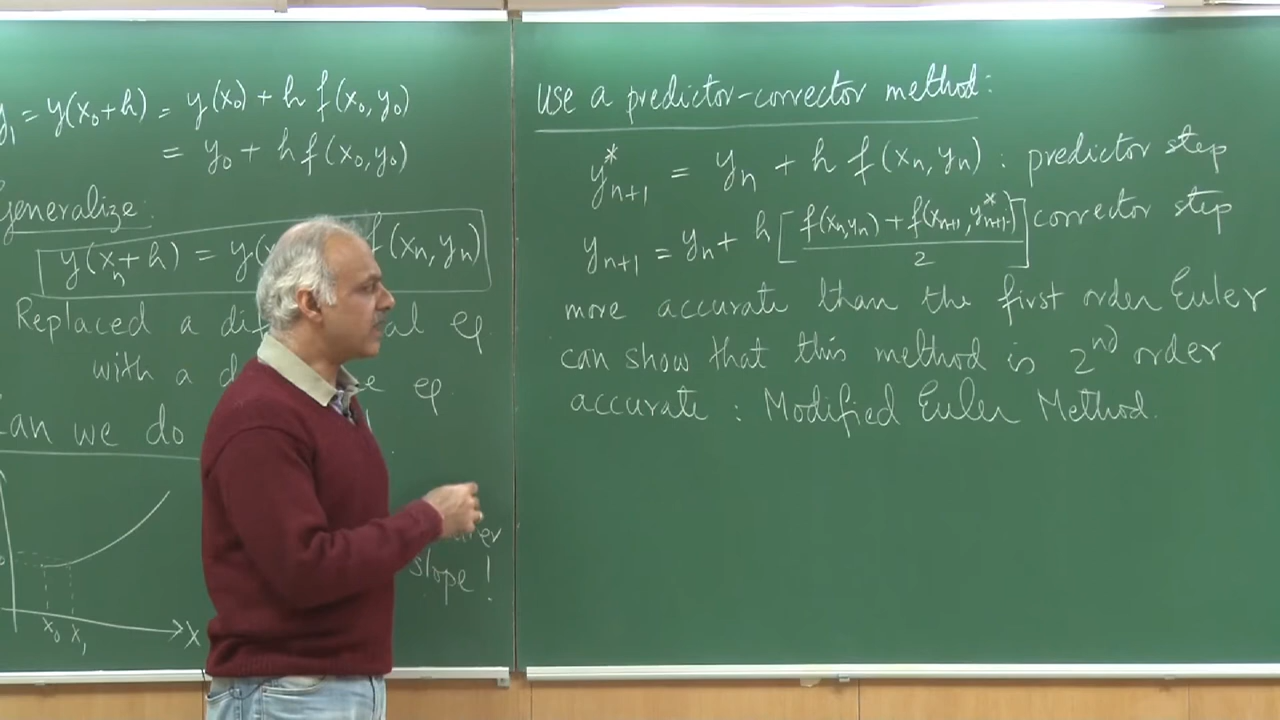 y₁ = y(x₀+h) = y(x₀) + h f(x₀,y₀)
= y₀ + h f(x₀,y₀)
Generalize:
y(xₙ+h) = y( f(xₙ,yₙ)
Replaced a eq
with a eq
Can we do
slope !
x₀ x₁ X
Use a predictor-corrector method:
y*ₙ₊₁ = yₙ + h f(xₙ,yₙ) : predictor step
yₙ₊₁ = yₙ + h [ (f(xₙ,yₙ) + f(xₙ₊₁,y*ₙ₊₁)) / 2 ] corrector step
more accurate than the first order Euler
can show that this method is 2nd order
accurate : Modified Euler Method.